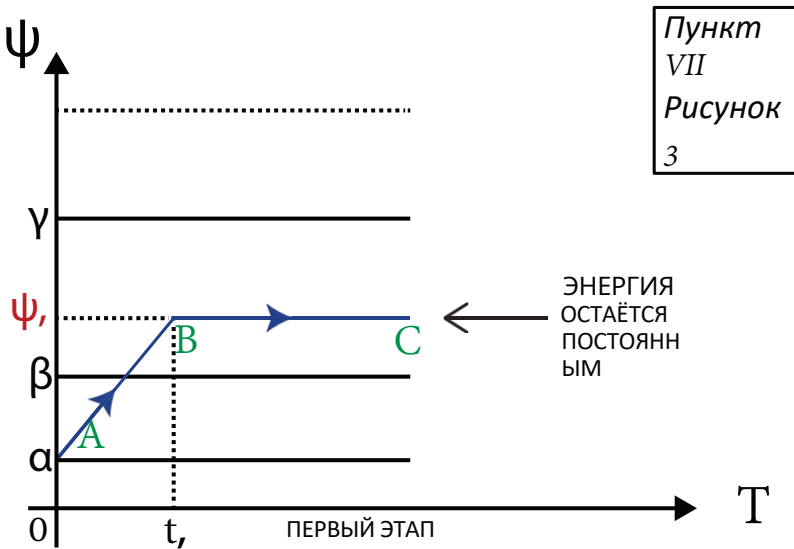 ψ
Пункт
VII
Рисунок
3
γ
ψ,
B
C
ЭНЕРГИЯ
ОСТАЁТСЯ
ПОСТОЯНН
ЫМ
β
A
α
0
t,
ПЕРВЫЙ ЭТАП
T